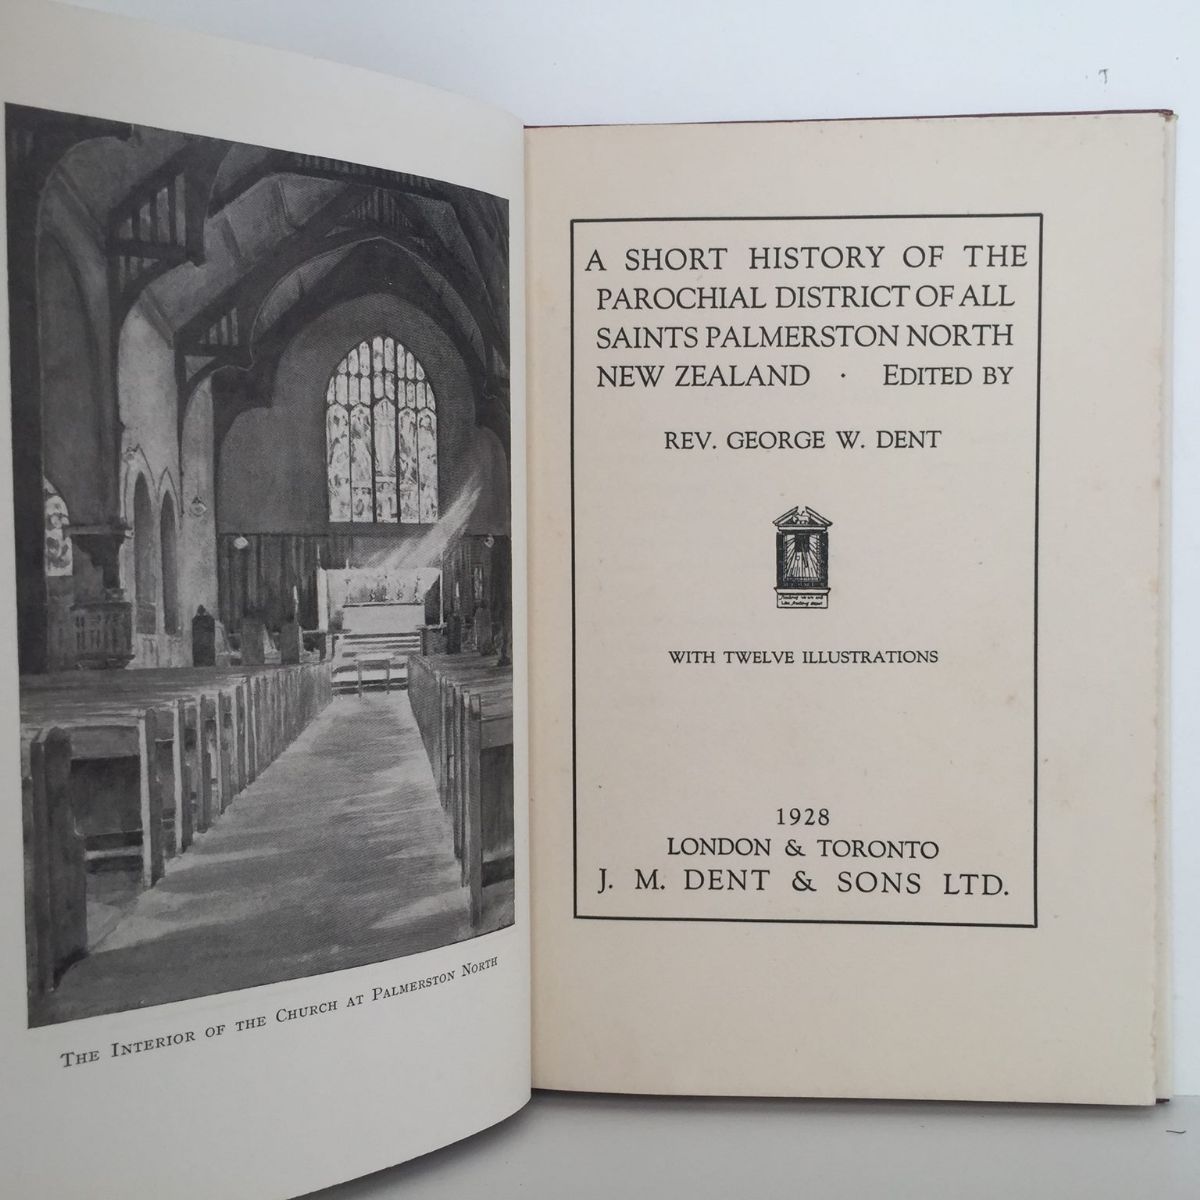 THE INTERIOR OF THE CHURCH AT PALMERSTON NORTH
A SHORT HISTORY OF THE
PAROCHIAL DISTRICT OF ALL
SAINTS PALMERSTON NORTH
NEW ZEALAND · EDITED BY
REV. GEORGE W. DENT
WITH TWELVE ILLUSTRATIONS
1928
LONDON & TORONTO
J. M. DENT & SONS LTD.